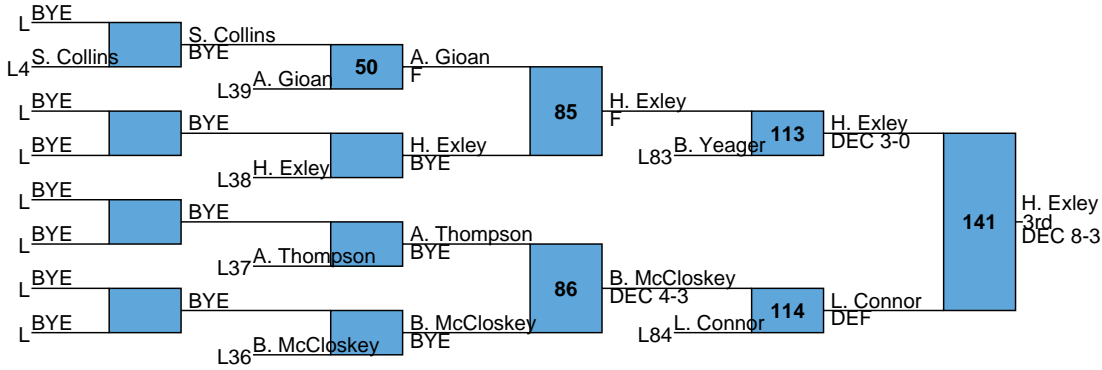 L BYE
L4 S. Collins
S. Collins
BYE
50
L39 A. Gioan
A. Gioan
F
L BYE
L BYE
BYE
L38 H. Exley
H. Exley
BYE
85
H. Exley
F
L83 B. Yeager
113
H. Exley
DEC 3-0
L BYE
L BYE
BYE
L37 A. Thompson
A. Thompson
BYE
86
B. McCloskey
DEC 4-3
L BYE
L BYE
BYE
L36 B. McCloskey
B. McCloskey
BYE
L84 L. Connor
114
L. Connor
DEF
141
H. Exley
3rd
DEC 8-3